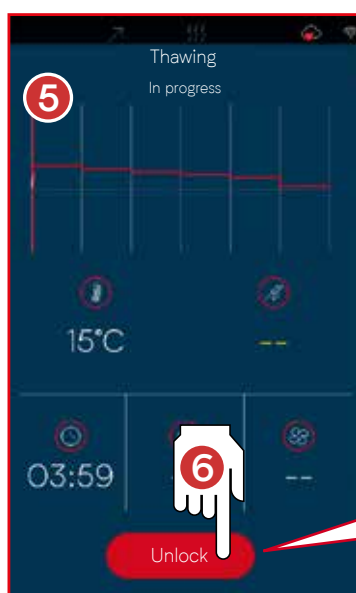 Thawing
5
In progress
15°C
--
03:59
6
--
Unlock